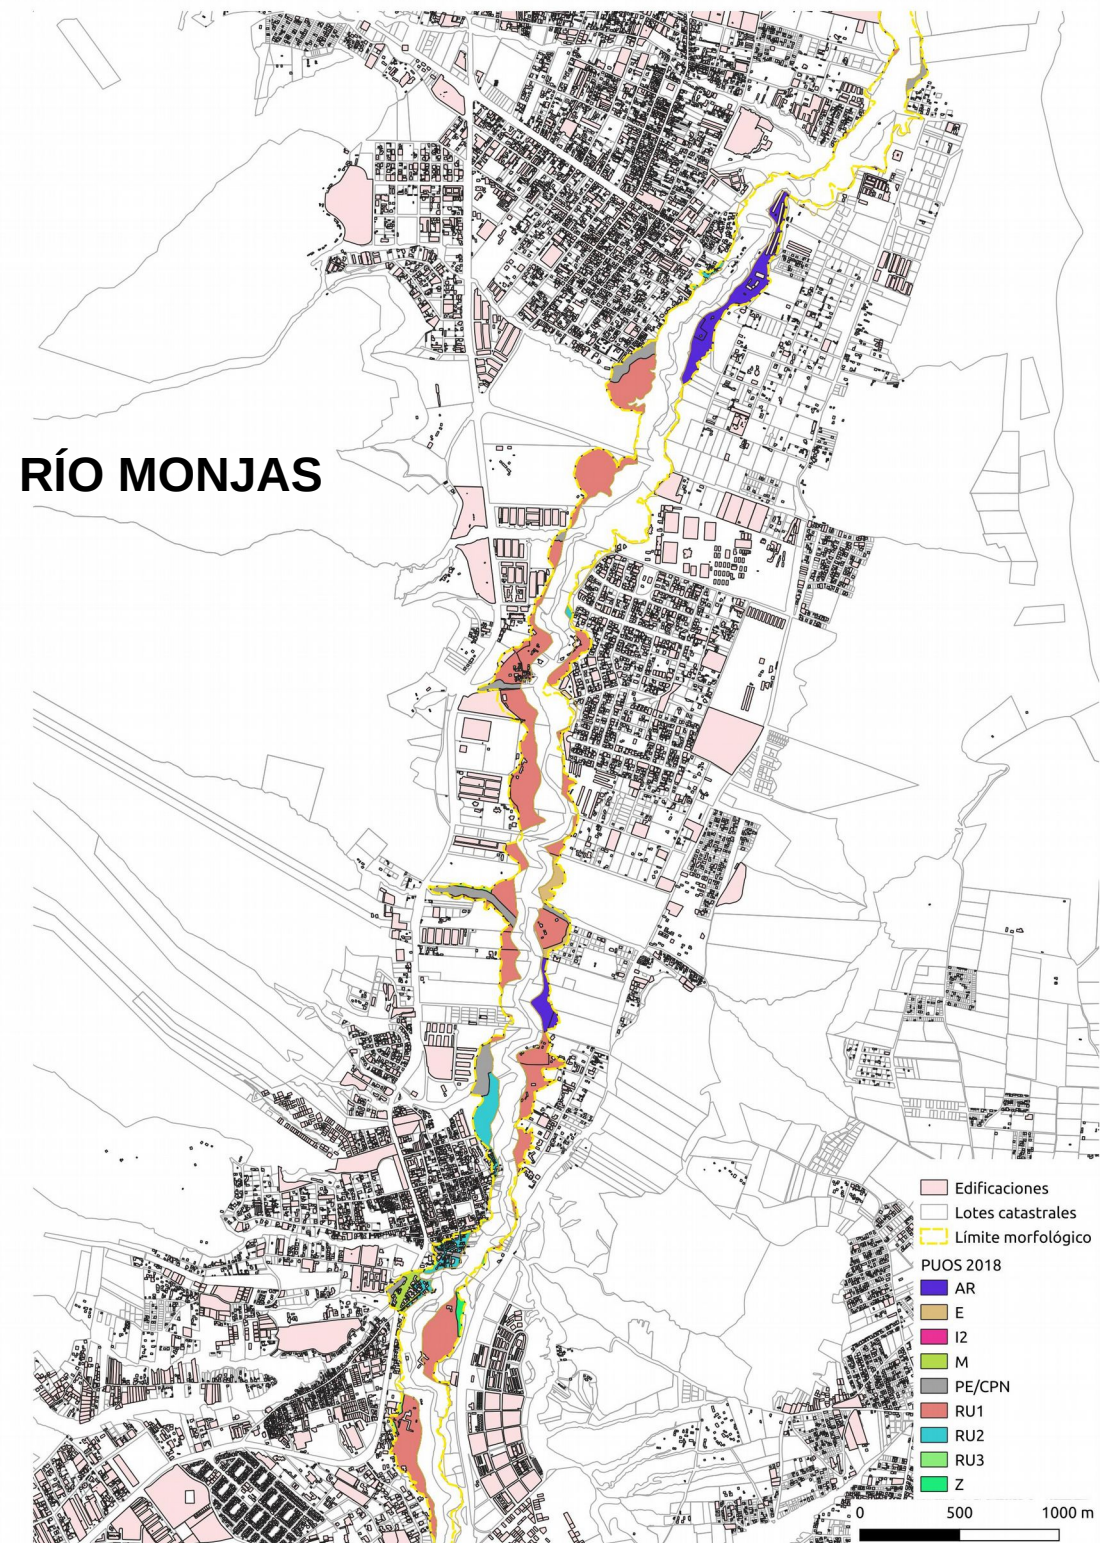 RÍO MONJAS
Edificaciones
Lotes catastrales
Límite morfológico
PUOS 2018
AR
E
I2
M
PE/CPN
RU1
RU2
RU3
Z
0 500 1000 m